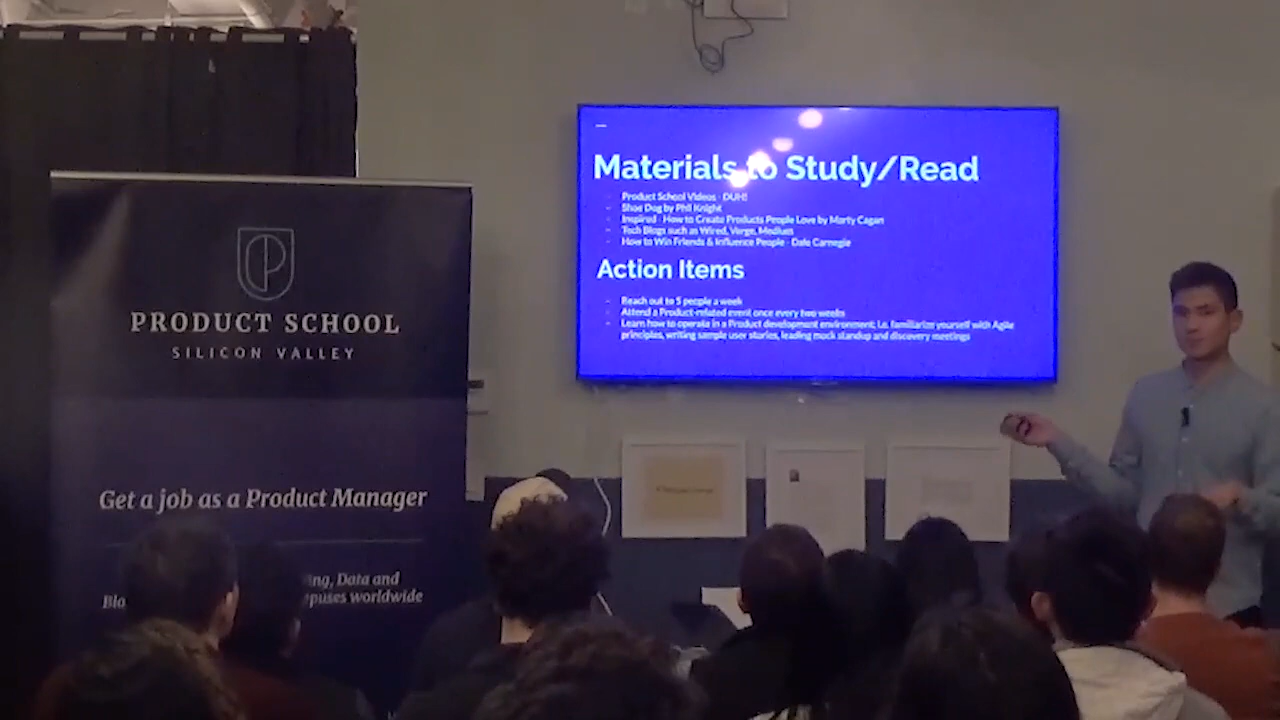 Materials to Study/Read
- Product School Videos - DUH!
- Shoe Dog by Phil Knight
- Inspired - How to Create Products People Love by Marty Cagan
- Tech Blogs such as Wired, Verge, Medium
- How to Win Friends & Influence People - Dale Carnegie
Action Items
- Reach out to 5 people a week
- Attend a Product-related event once every two weeks
- Learn how to operate in a Product development environment; i.e. familiarize yourself with Agile
principles, writing sample user stories, leading mock standup and discovery meetings
PRODUCT SCHOOL
SILICON VALLEY
Get a job as a Product Manager
Data and
worldwide